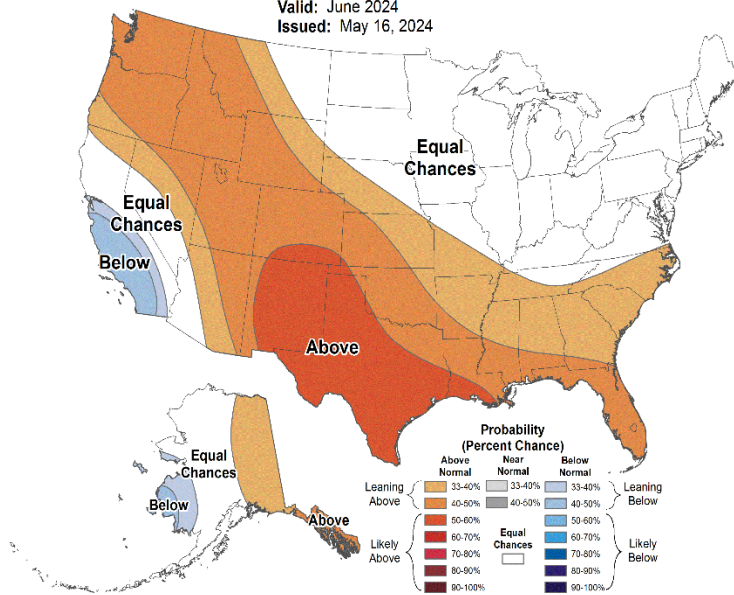 Valid: June 2024
Issued: May 16, 2024
Equal
Chances
Equal
Chances
Below
Above
Equal
Chances
Below
Above
Probability
(Percent Chance)
Above
Normal
Near
Normal
Below
Normal
Leaning
Above
33-40%
33-40%
33-40%
Leaning
Below
40-50%
40-50%
40-50%
Likely
Above
50-60%
Equal
Chances
50-60%
Likely
Below
60-70%
60-70%
70-80%
70-80%
80-90%
80-90%
90-100%
90-100%